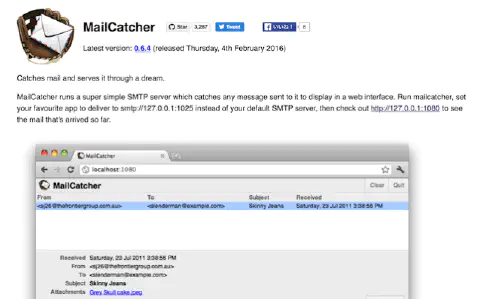 MailCatcher
Star 3,287 Tweet
Latest version: 0.6.4 (released Thursday, 4th February 2016)
Catches mail and serves it through a dream.
MailCatcher runs a super simple SMTP server which catches any message sent to it to display in a web interface. Run mailcatcher, set
your favourite app to deliver to smtp://127.0.0.1:1025 instead of your default SMTP server, then check out http://127.0.0.1:1080 to see
the mail that's arrived so far.
MailCatcher
localhost:1080
MailCatcher Clear Quit
From To Subject Received
<sj26@thefrontiergroup.com.au> <slenderman@example.com> Skinny Jeans Saturday, 23 Jul 2011 3:38:56 PM
Received Saturday, 23 Jul 2011 3:38:56 PM
From <sj26@thefrontiergroup.com.au>
To <slenderman@example.com>
Subject Skinny Jeans
Attachments Grey Skull cake.jpeg